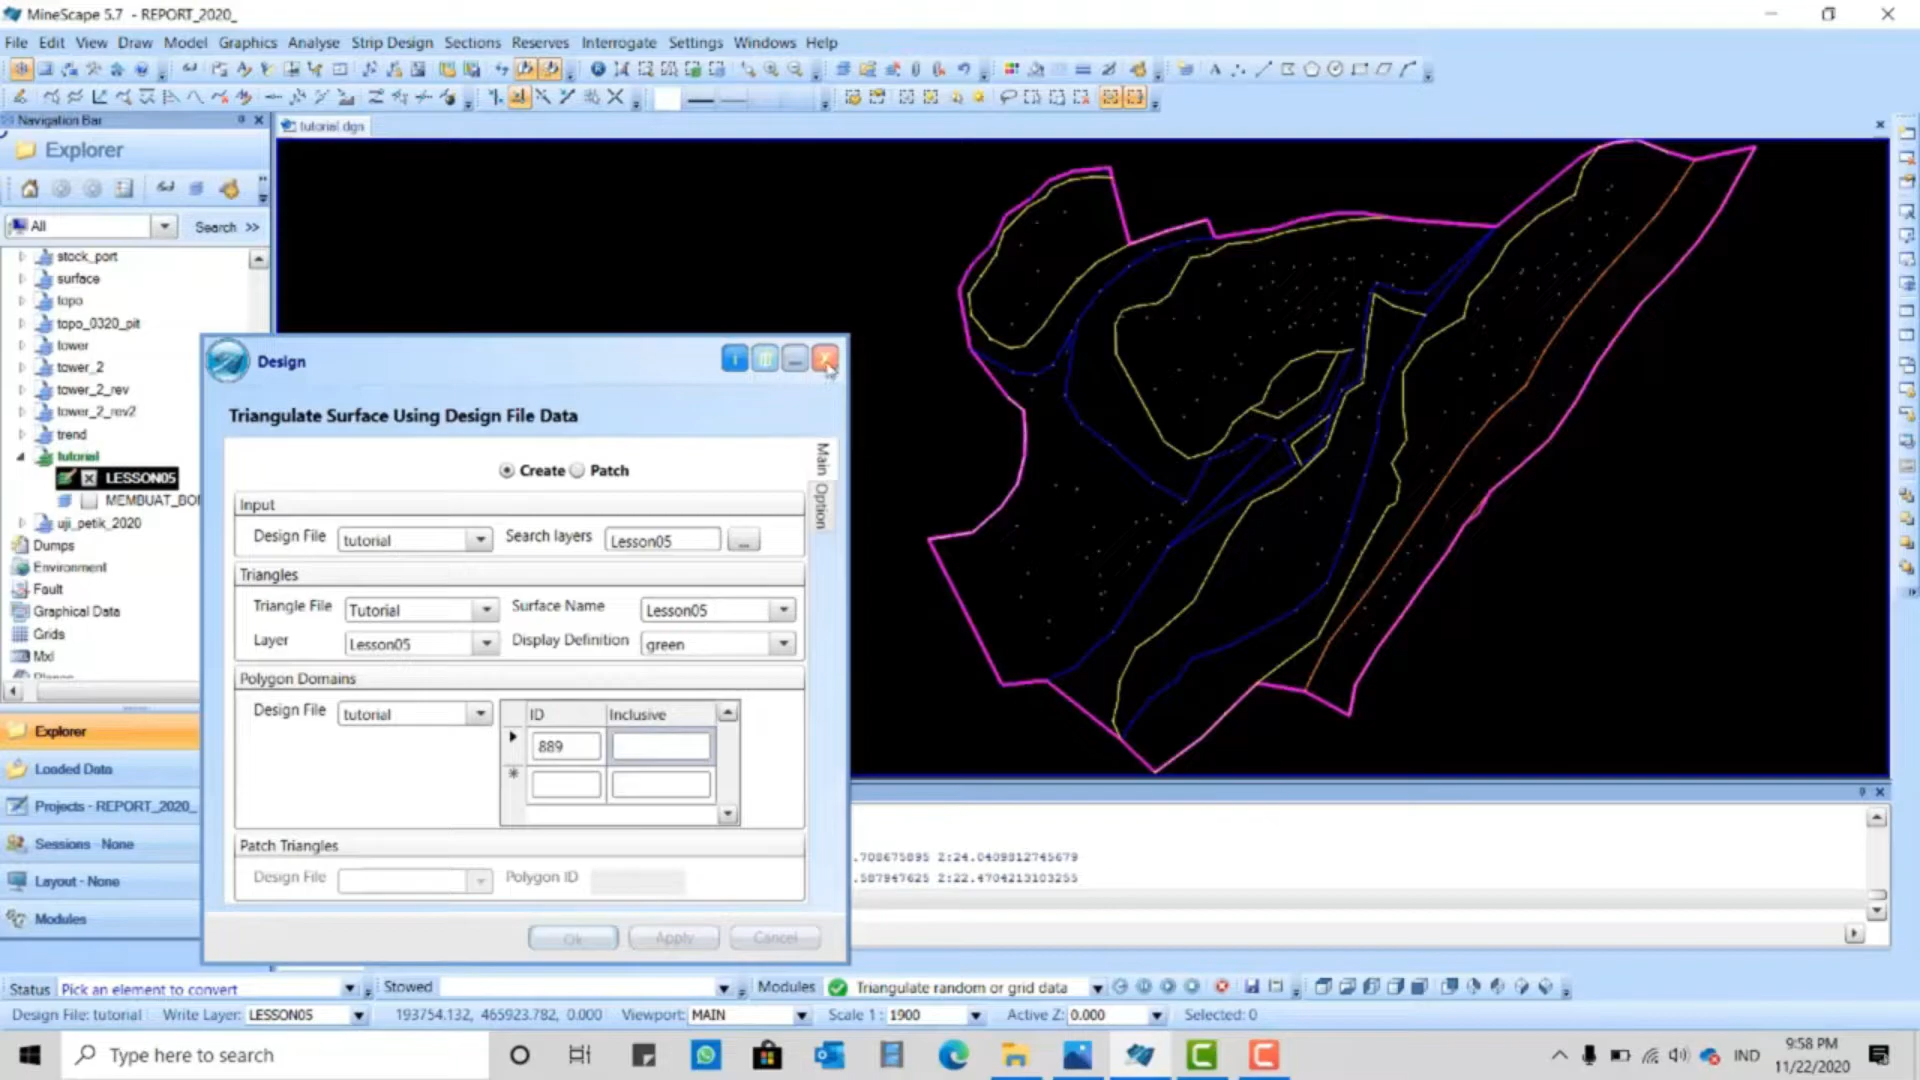 MineScape 5.7 - REPORT_2020_
File Edit View Draw Model Graphics Analyse Strip Design Sections Reserves Interrogate Settings Windows Help
Navigation Bar
tutorial.dgn
Explorer
All
Search >>
stock_port
surface
topo
topo_0320_pit
tower
tower_2
tower_2_rev
tower_2_rev2
trend
tutorial
LESSON05
MEMBUAT_BO
uji_petik_2020
Dumps
Environment
Fault
Graphical Data
Grids
Mxl
Explorer
Loaded Data
Projects - REPORT_2020_
Sessions - None
Layout - None
Modules
Design
Triangulate Surface Using Design File Data
Create Patch
Main
Option
Input
Design File tutorial Search layers Lesson05 ...
Triangles
Triangle File Tutorial Surface Name Lesson05
Layer Lesson05 Display Definition green
Polygon Domains
Design File tutorial
ID Inclusive
889
Patch Triangles
Design File Polygon ID
Ok Apply Cancel
.708675895 Z:24.0409812745679
.587947625 Z:22.4704213103255
Status Pick an element to convert Stowed Modules Triangulate random or grid data
Design File: tutorial Write Layer: LESSON05 193754.132, 465923.782, 0.000 Viewport: MAIN Scale 1: 1900 Active Z: 0.000 Selected: 0
Type here to search
IND
9:58 PM
11/22/2020